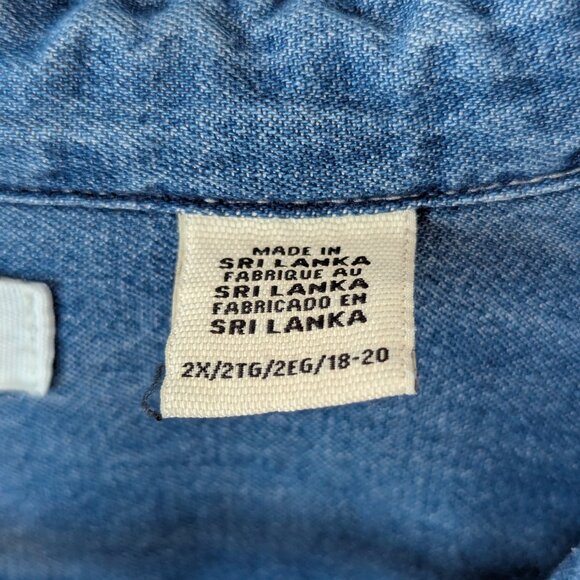 MADE IN
SRI LANKA
FABRIQUE AU
SRI LANKA
FABRICADO EN
SRI LANKA
2X/2TG/2EG/18-20